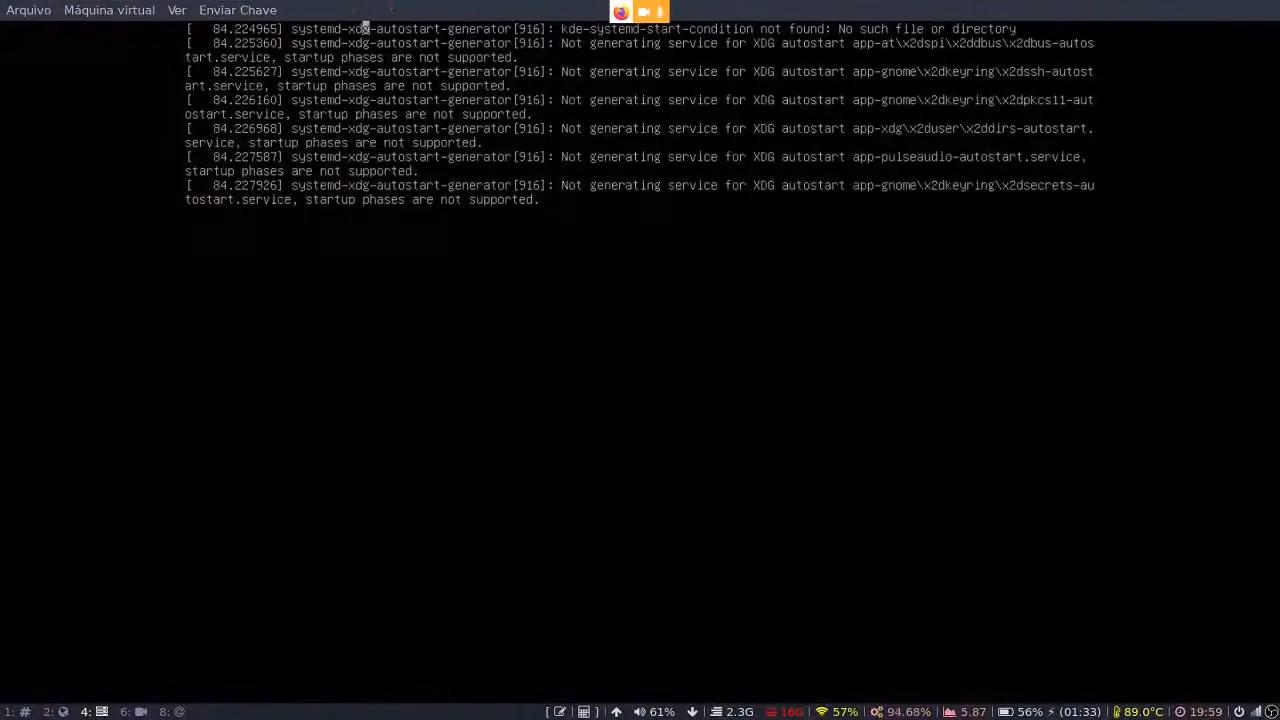 Arquivo Máquina virtual Ver Enviar Chave
[   84.224965] systemd-xdg-autostart-generator[916]: kde-systemd-start-condition not found: No such file or directory
[   84.225360] systemd-xdg-autostart-generator[916]: Not generating service for XDG autostart app-at\x2dspi\x2ddbus\x2dbus-autos
tart.service, startup phases are not supported.
[   84.225627] systemd-xdg-autostart-generator[916]: Not generating service for XDG autostart app-gnome\x2dkeyring\x2dssh-autost
art.service, startup phases are not supported.
[   84.226160] systemd-xdg-autostart-generator[916]: Not generating service for XDG autostart app-gnome\x2dkeyring\x2dpkcs11-aut
ostart.service, startup phases are not supported.
[   84.226968] systemd-xdg-autostart-generator[916]: Not generating service for XDG autostart app-xdg\x2duser\x2ddirs-autostart.
service, startup phases are not supported.
[   84.227587] systemd-xdg-autostart-generator[916]: Not generating service for XDG autostart app-pulseaudio-autostart.service,
startup phases are not supported.
[   84.227926] systemd-xdg-autostart-generator[916]: Not generating service for XDG autostart app-gnome\x2dkeyring\x2dsecrets-au
tostart.service, startup phases are not supported.
1: # 2: 4: 6: 8: @ [ ] 61% 2.3G 16G 57% 94.68% 5.87 56% (01:33) 89.0°C 19:59